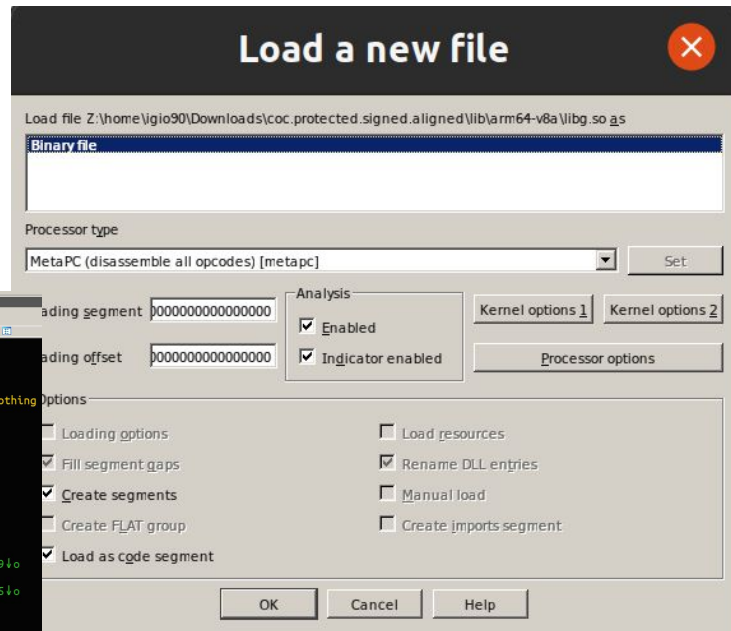 Load a new file
Load file Z:\home\igio90\Downloads\coc.protected.signed.aligned\lib\arm64-v8a\libg.so as
Binary file
Processor type
MetaPC (disassemble all opcodes) [metapc]
Set
ading segment
0000000000000000
Analysis
Enabled
Kernel options 1
Kernel options 2
ading offset
0000000000000000
Indicator enabled
Processor options
othing
Options
Loading options
Load resources
Fill segment gaps
Rename DLL entries
Create segments
Manual load
Create FLAT group
Create imports segment
Load as code segment
9↓o
5↓o
OK
Cancel
Help